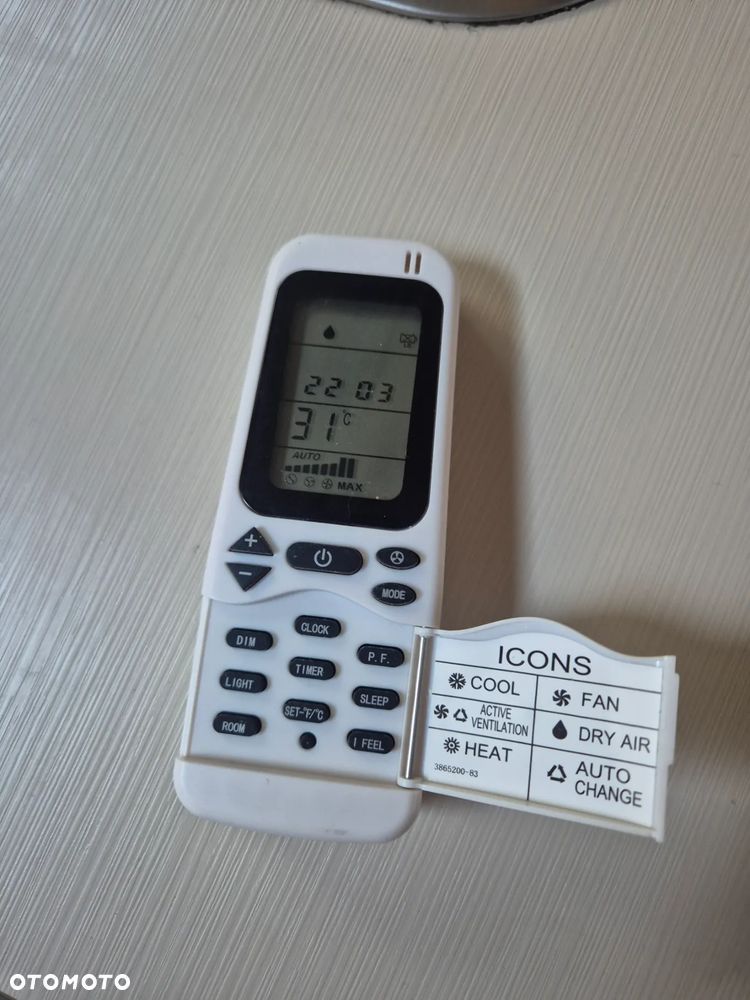 22 03
31°C
AUTO
MAX
+
-
MODE
DIM
CLOCK
P.F.
LIGHT
TIMER
SLEEP
ROOM
SET-°F/°C
I FEEL
ICONS
COOL
FAN
ACTIVE
VENTILATION
DRY AIR
HEAT
AUTO
CHANGE
3865200-83
OTOMOTO